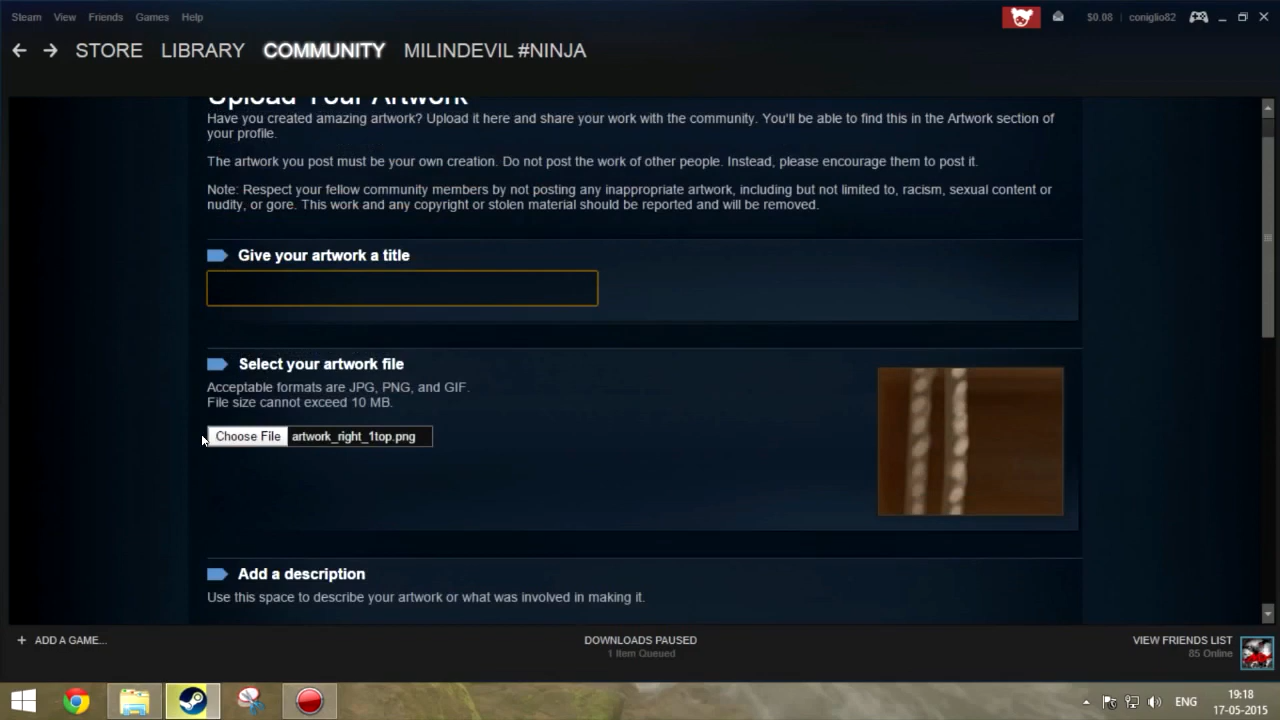 Steam View Friends Games Help
$0.08 coniglio82
STORE LIBRARY COMMUNITY MILINDEVIL #NINJA
Upload Your Artwork
Have you created amazing artwork? Upload it here and share your work with the community. You'll be able to find this in the Artwork section of
your profile.
The artwork you post must be your own creation. Do not post the work of other people. Instead, please encourage them to post it.
Note: Respect your fellow community members by not posting any inappropriate artwork, including but not limited to, racism, sexual content or
nudity, or gore. This work and any copyright or stolen material should be reported and will be removed.
Give your artwork a title
Select your artwork file
Acceptable formats are JPG, PNG, and GIF.
File size cannot exceed 10 MB.
Choose File artwork_right_1top.png
Add a description
Use this space to describe your artwork or what was involved in making it.
+ ADD A GAME... DOWNLOADS PAUSED VIEW FRIENDS LIST
1 Item Queued 85 Online
ENG 19:18
17-05-2015